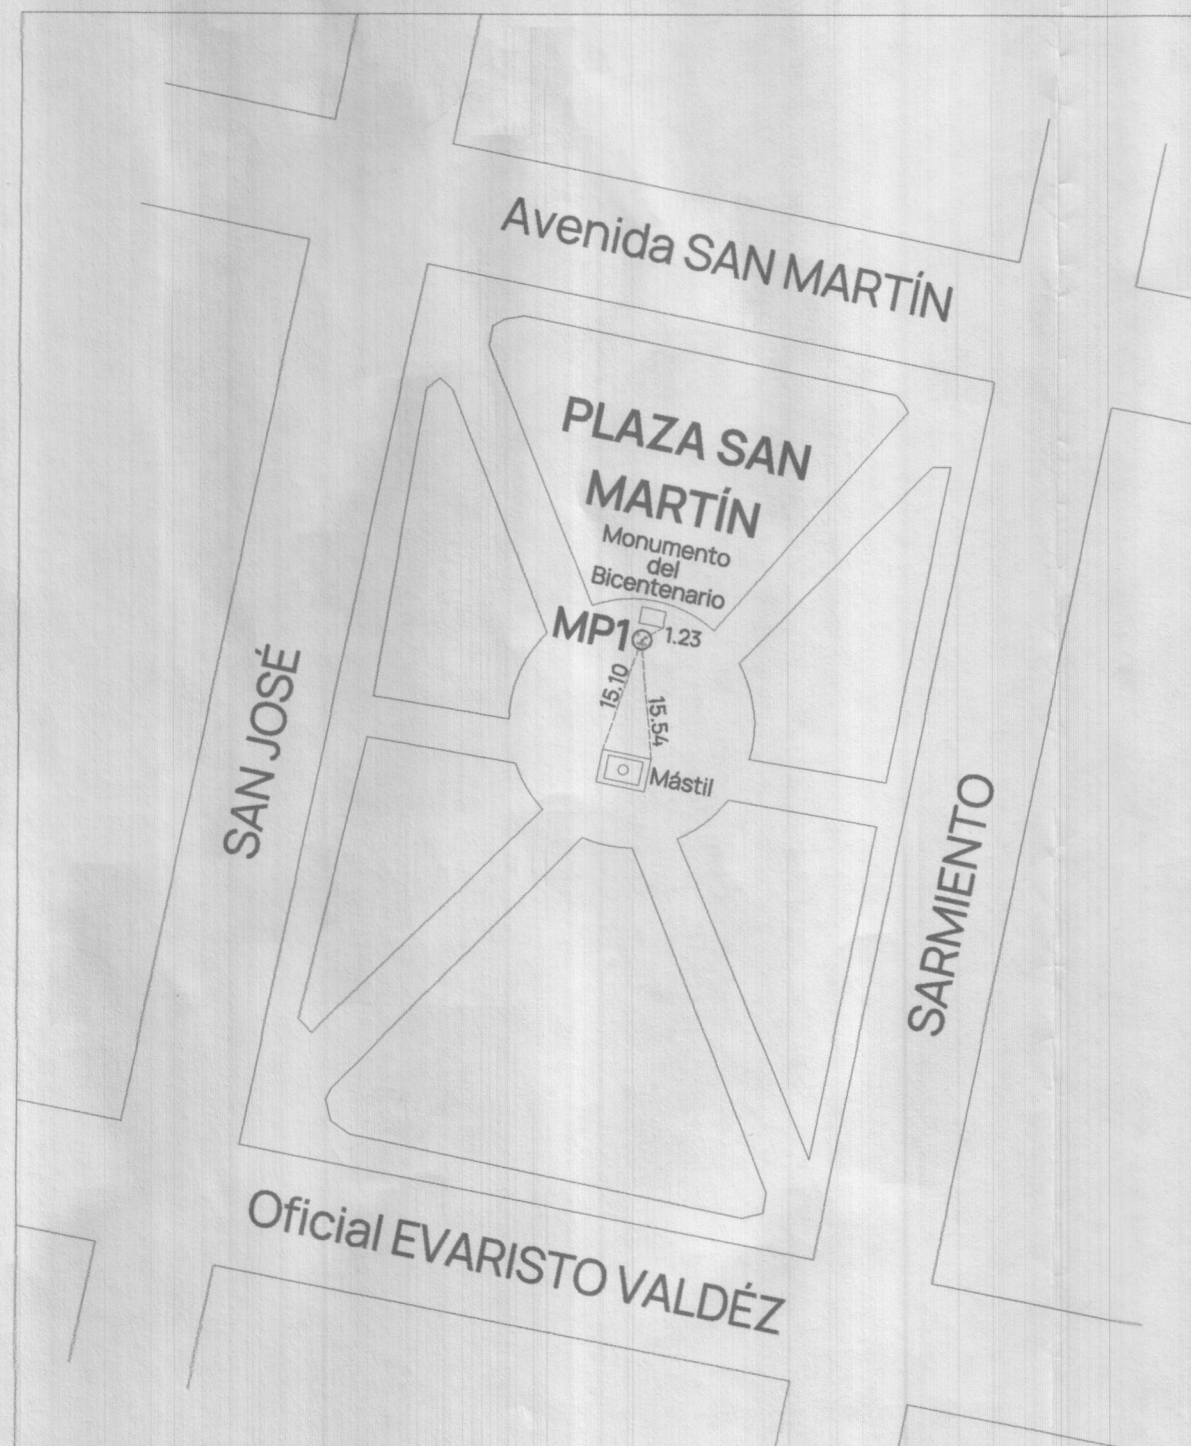 Avenida SAN MARTÍN
PLAZA SAN
MARTÍN
Monumento
del
Bicentenario
MP1
1.23
15.10
15.54
Mástil
SAN JOSÉ
SARMIENTO
Oficial EVARISTO VALDÉZ